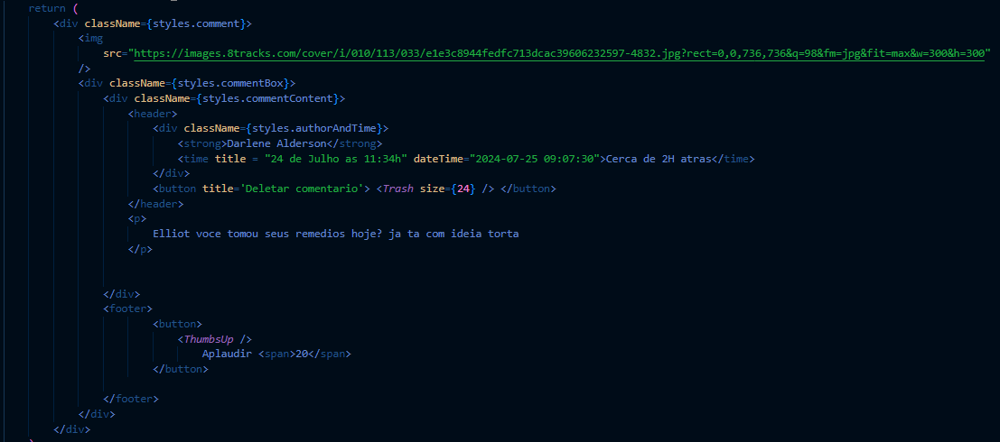 return (
<div className={styles.comment}>
<img
src="https://images.8tracks.com/cover/i/010/113/033/e1e3c8944fedfc713dcac39606232597-4832.jpg?rect=0,0,736,736&q=98&fm=jpg&fit=max&w=300&h=300"
/>
<div className={styles.commentBox}>
<div className={styles.commentContent}>
<header>
<div className={styles.authorAndTime}>
<strong>Darlene Alderson</strong>
<time title = "24 de Julho as 11:34h" dateTime="2024-07-25 09:07:30">Cerca de 2H atras</time>
</div>
<button title='Deletar comentario'> <Trash size={24} /> </button>
</header>
<p>
Elliot voce tomou seus remedios hoje? ja ta com ideia torta
</p>
</div>
<footer>
<button>
<ThumbsUp />
Aplaudir <span>20</span>
</button>
</footer>
</div>
</div>